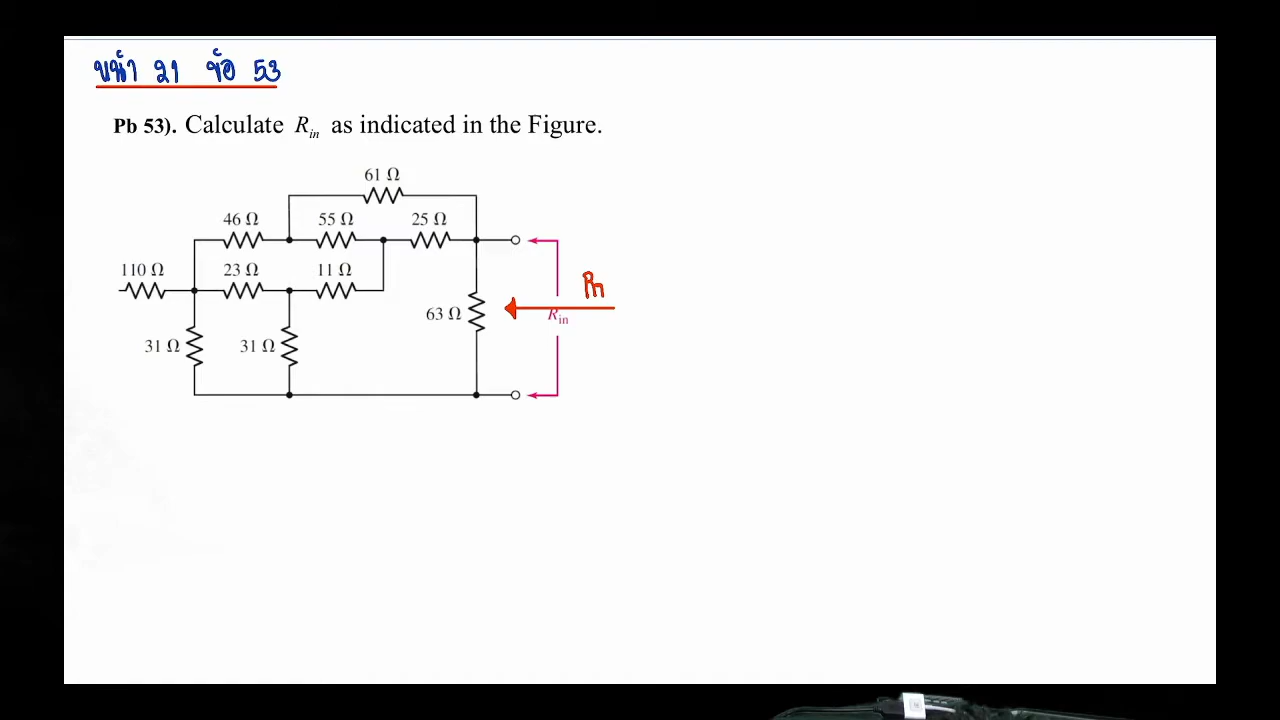 หน้า 21 ข้อ 53
Pb 53). Calculate R_in as indicated in the Figure.
61 Ω
46 Ω 55 Ω 25 Ω
110 Ω 23 Ω 11 Ω
63 Ω
R_in
31 Ω 31 Ω